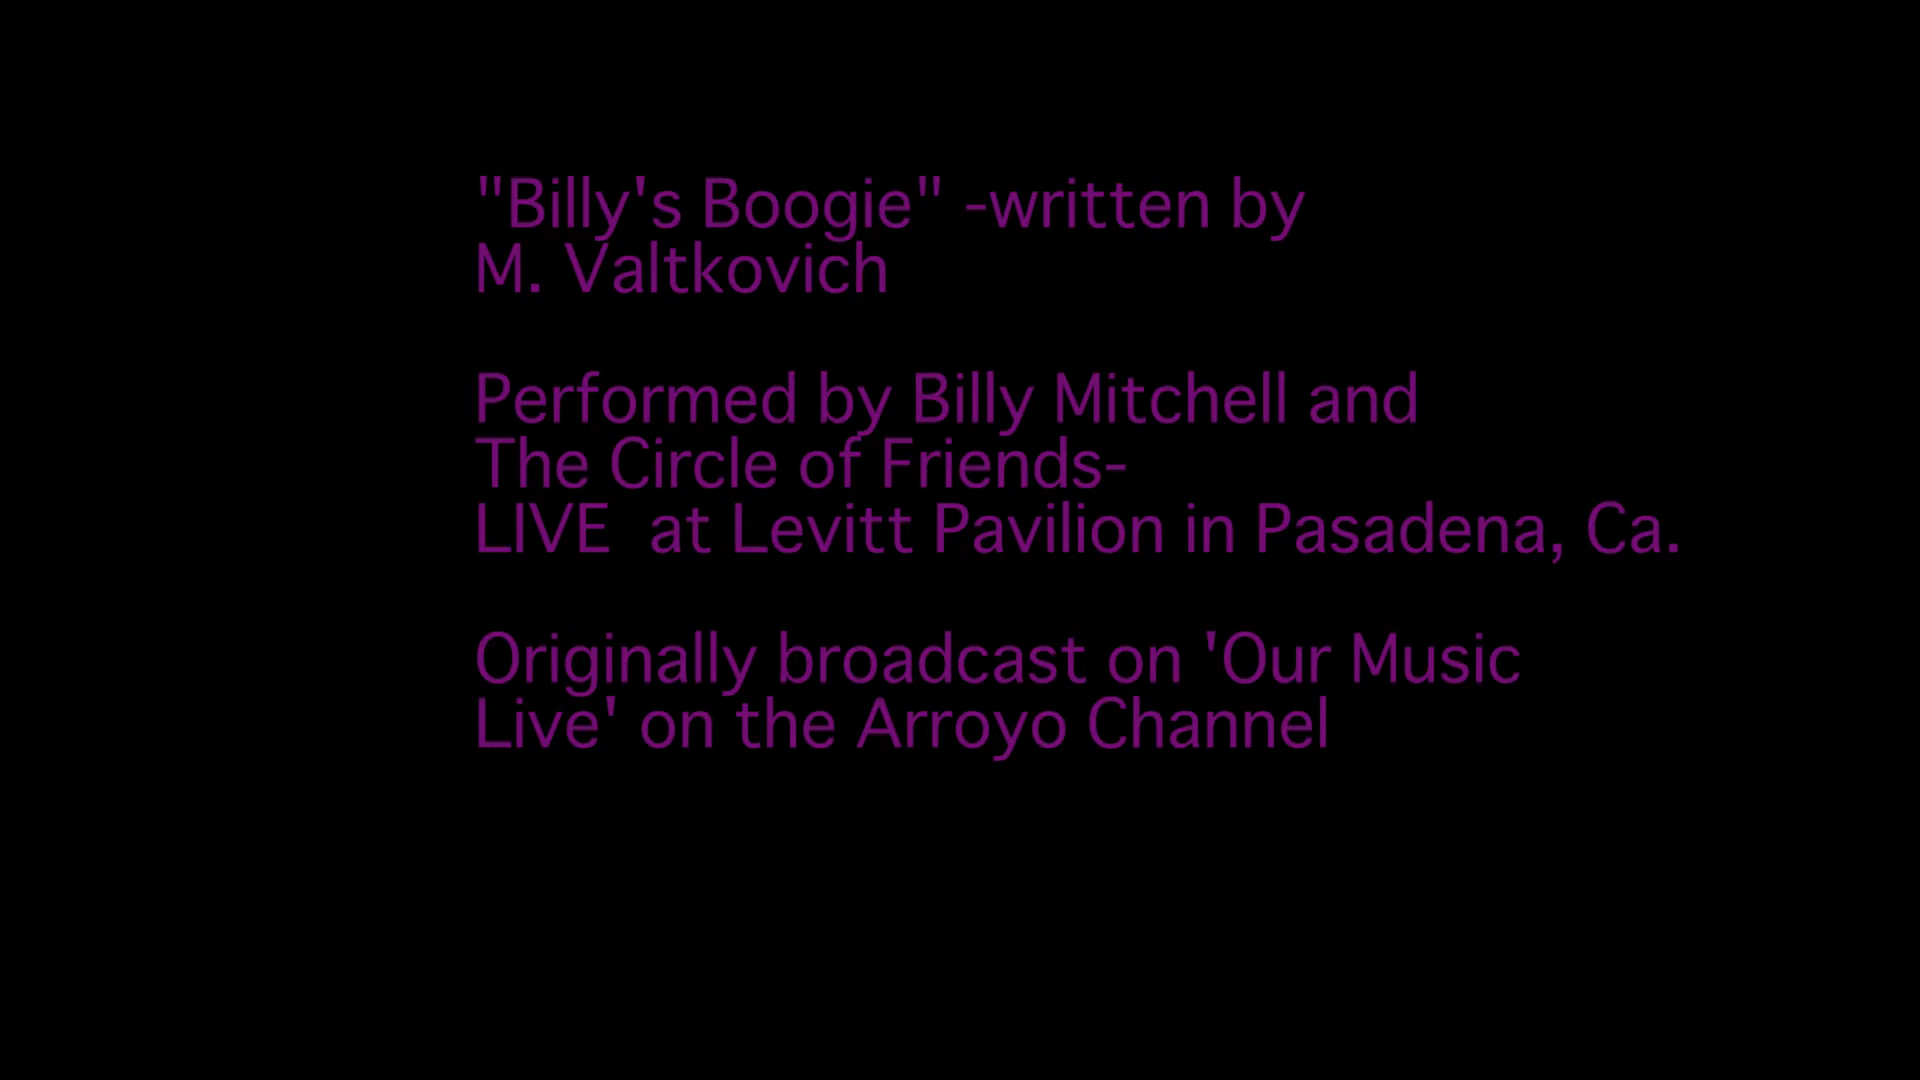 "Billy's Boogie" -written by
M. Valtkovich
Performed by Billy Mitchell and
The Circle of Friends-
LIVE  at Levitt Pavilion in Pasadena, Ca.
Originally broadcast on 'Our Music
Live' on the Arroyo Channel